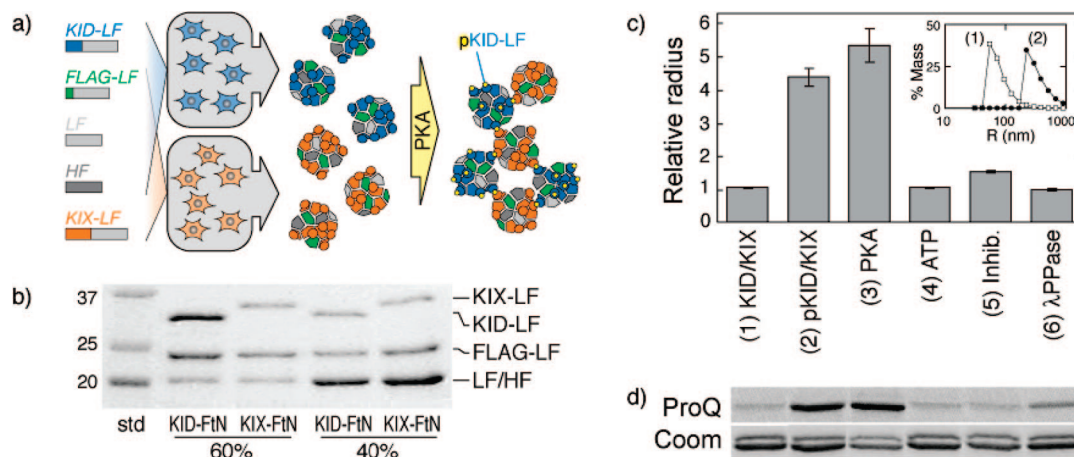 a)
KID-LF
FLAG-LF
LF
HF
KIX-LF
PKA
pKID-LF
b)
37
25
20
KIX-LF
KID-LF
FLAG-LF
LF/HF
std
KID-FtN KIX-FtN KID-FtN KIX-FtN
60% 40%
c)
Relative radius
6
5
4
3
2
1
0
% Mass
50
25
0
(1) (2)
10 100 1000
R (nm)
(1) KID/KIX
(2) pKID/KIX
(3) PKA
(4) ATP
(5) Inhib.
(6) λPPase
d)
ProQ
Coom